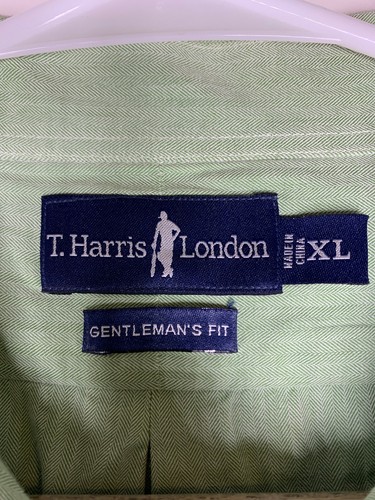 T. Harris London
MADE IN
CHINA
XL
GENTLEMAN'S FIT